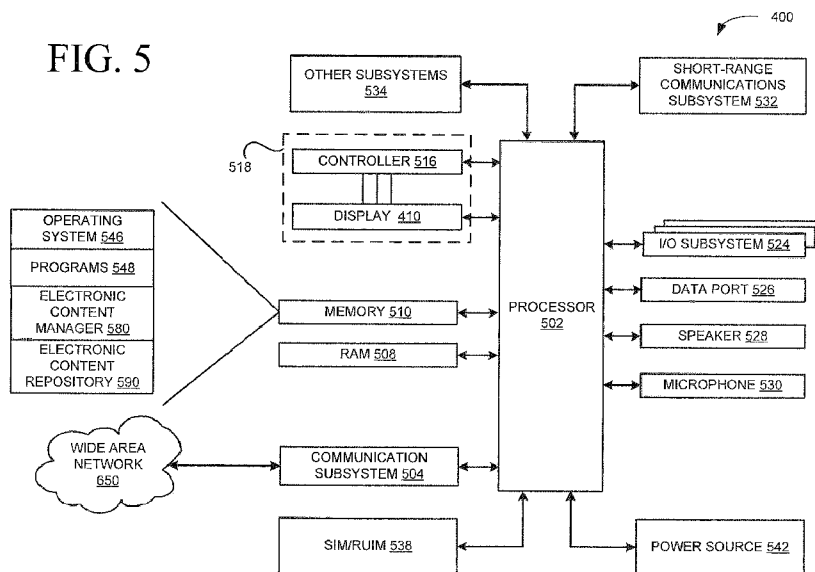 FIG. 5
400
OTHER SUBSYSTEMS
534
SHORT-RANGE
COMMUNICATIONS
SUBSYSTEM 532
518
CONTROLLER 516
DISPLAY 410
OPERATING
SYSTEM 546
PROGRAMS 548
ELECTRONIC
CONTENT
MANAGER 580
ELECTRONIC
CONTENT
REPOSITORY 590
MEMORY 510
RAM 508
PROCESSOR
502
I/O SUBSYSTEM 524
DATA PORT 526
SPEAKER 528
MICROPHONE 530
WIDE AREA
NETWORK
650
COMMUNICATION
SUBSYSTEM 504
SIM/RUIM 538
POWER SOURCE 542